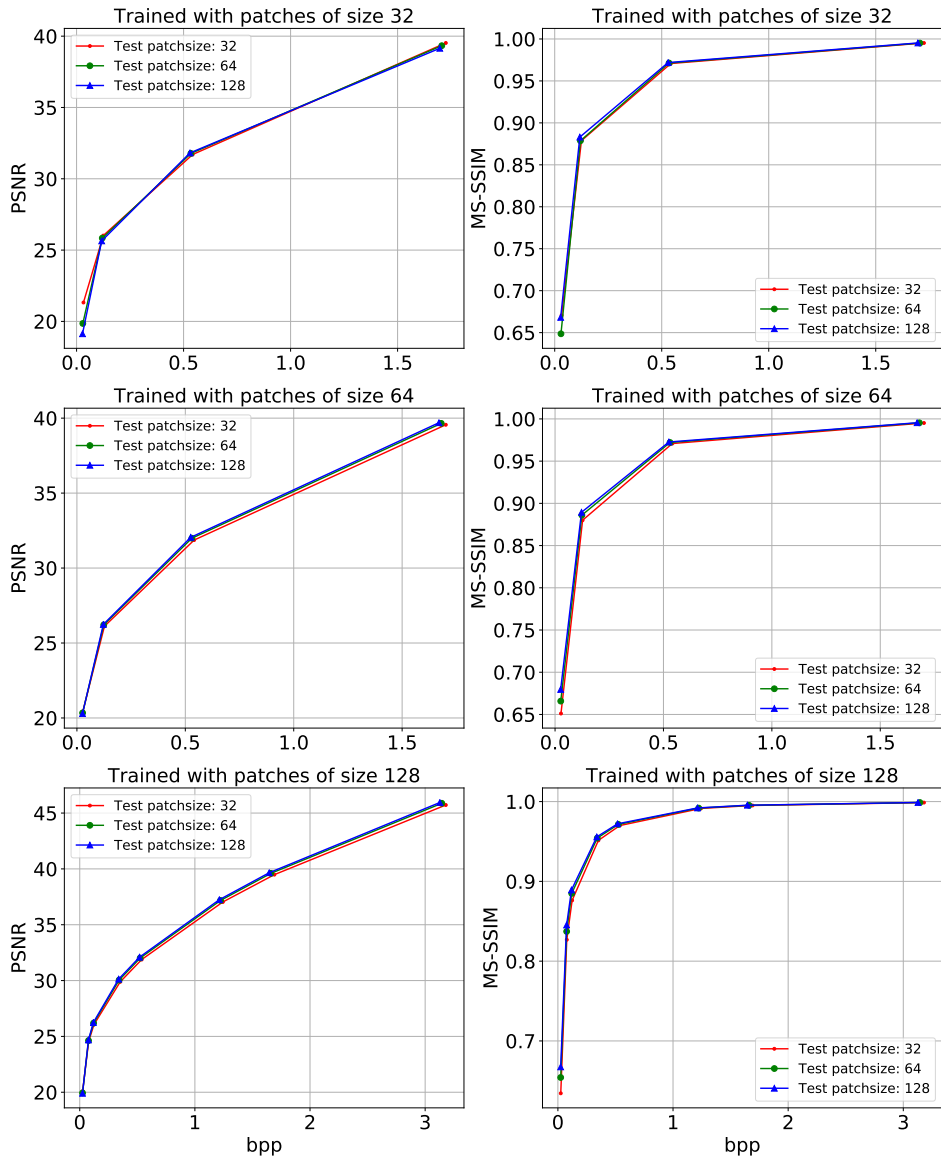 Trained with patches of size 32
PSNR
40
35
30
25
20
Test patchsize: 32
Test patchsize: 64
Test patchsize: 128
0.0 0.5 1.0 1.5
Trained with patches of size 32
MS-SSIM
1.00
0.95
0.90
0.85
0.80
0.75
0.70
0.65
Test patchsize: 32
Test patchsize: 64
Test patchsize: 128
0.0 0.5 1.0 1.5
Trained with patches of size 64
PSNR
40
35
30
25
20
Test patchsize: 32
Test patchsize: 64
Test patchsize: 128
0.0 0.5 1.0 1.5
Trained with patches of size 64
MS-SSIM
1.00
0.95
0.90
0.85
0.80
0.75
0.70
0.65
Test patchsize: 32
Test patchsize: 64
Test patchsize: 128
0.0 0.5 1.0 1.5
Trained with patches of size 128
PSNR
45
40
35
30
25
20
Test patchsize: 32
Test patchsize: 64
Test patchsize: 128
0 1 2 3
bpp
Trained with patches of size 128
MS-SSIM
1.0
0.9
0.8
0.7
Test patchsize: 32
Test patchsize: 64
Test patchsize: 128
0 1 2 3
bpp